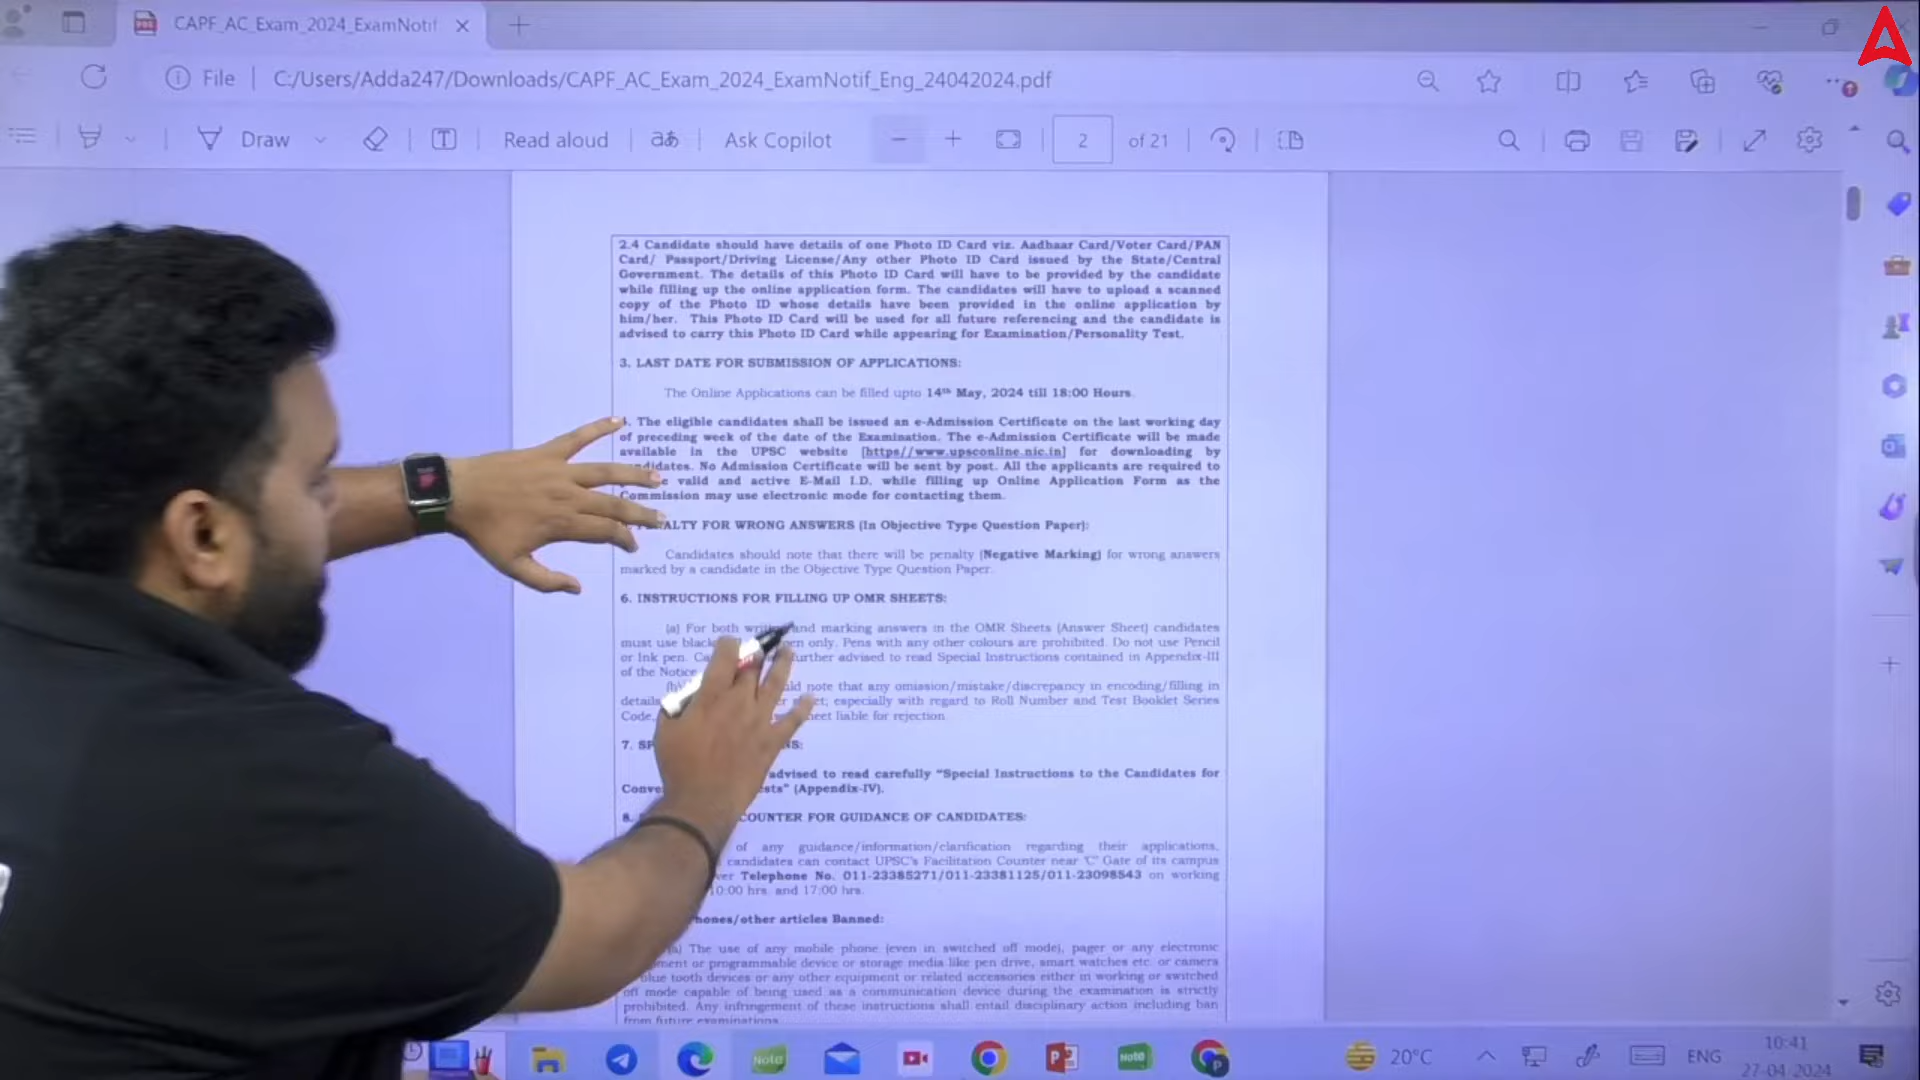 CAPF_AC_Exam_2024_ExamNotif
File C:/Users/Adda247/Downloads/CAPF_AC_Exam_2024_ExamNotif_Eng_24042024.pdf
Draw Read aloud aあ Ask Copilot 2 of 21
2.4 Candidate should have details of one Photo ID Card viz. Aadhaar Card/Voter Card/PAN
Card/ Passport/Driving License/Any other Photo ID Card issued by the State/Central
Government. The details of this Photo ID Card will have to be provided by the candidate
while filling up the online application form. The candidates will have to upload a scanned
copy of the Photo ID whose details have been provided in the online application by
him/her. This Photo ID Card will be used for all future referencing and the candidate is
advised to carry this Photo ID Card while appearing for Examination/Personality Test.
3. LAST DATE FOR SUBMISSION OF APPLICATIONS:
The Online Applications can be filled upto 14th May, 2024 till 18:00 Hours.
The eligible candidates shall be issued an e-Admission Certificate on the last working day
of preceding week of the date of the Examination. The e-Admission Certificate will be made
available in the UPSC website [https//www.upsconline.nic.in] for downloading by
candidates. No Admission Certificate will be sent by post. All the applicants are required to
valid and active E-Mail I.D. while filling up Online Application Form as the
Commission may use electronic mode for contacting them.
PENALTY FOR WRONG ANSWERS (In Objective Type Question Paper):
Candidates should note that there will be penalty (Negative Marking) for wrong answers
marked by a candidate in the Objective Type Question Paper.
6. INSTRUCTIONS FOR FILLING UP OMR SHEETS:
(a) For both writing and marking answers in the OMR Sheets (Answer Sheet) candidates
must use black pen only. Pens with any other colours are prohibited. Do not use Pencil
or Ink pen. further advised to read Special Instructions contained in Appendix-III
of the Notice
(b) note that any omission/mistake/discrepancy in encoding/filling in
details especially with regard to Roll Number and Test Booklet Series
Code, liable for rejection.
7.
advised to read carefully "Special Instructions to the Candidates for
(Appendix-IV).
8. COUNTER FOR GUIDANCE OF CANDIDATES:
of any guidance/information/clarification regarding their applications,
candidates can contact UPSC's Facilitation Counter near 'C' Gate of its campus
Telephone No. 011-23385271/011-23381125/011-23098543 on working
10:00 hrs. and 17:00 hrs.
Phones/other articles Banned:
(a) The use of any mobile phone (even in switched off mode), pager or any electronic
equipment or programmable device or storage media like pen drive, smart watches etc. or camera
or blue tooth devices or any other equipment or related accessories either in working or switched
off mode capable of being used as a communication device during the examination is strictly
prohibited. Any infringement of these instructions shall entail disciplinary action including ban
from future examinations.
Note Note 20°C ENG 10:41
27-04-2024